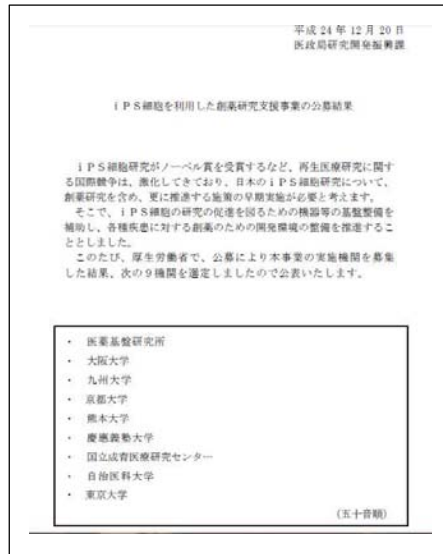 平成24年12月20日
医政局研究開発振興課
iPS細胞を利用した創薬研究支援事業の公募結果
iPS細胞研究がノーベル賞を受賞するなど、再生医療研究に関す
る国際競争は、激化してきており、日本のiPS細胞研究について、
創薬研究を含め、更に推進する施策の早期実施が必要と考えます。
そこで、iPS細胞の研究の促進を図るための機器等の基盤整備を
補助し、各種疾患に対する創薬のための開発環境の整備を推進するこ
ととしました。
このたび、厚生労働省で、公募により本事業の実施機関を募集
した結果、次の9機関を選定しましたので公表いたします。
・ 医薬基盤研究所
・ 大阪大学
・ 九州大学
・ 京都大学
・ 熊本大学
・ 慶應義塾大学
・ 国立成育医療研究センター
・ 自治医科大学
・ 東京大学
(五十音順)